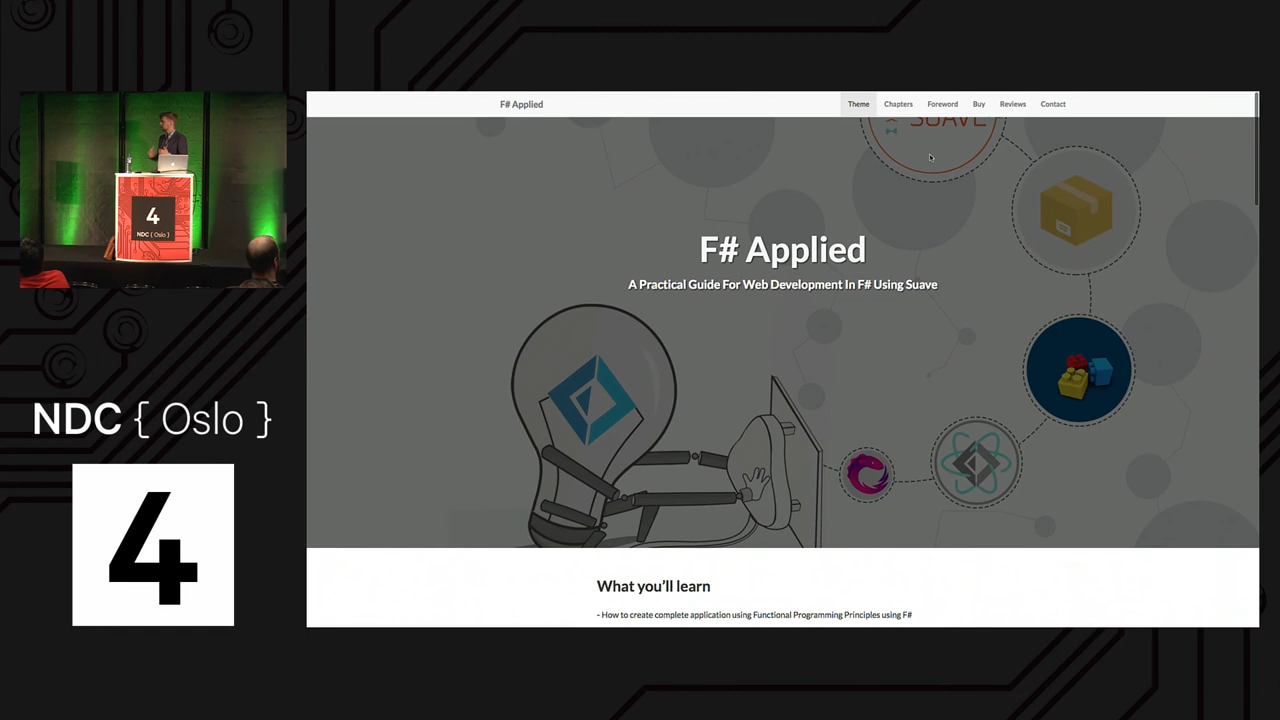 F# Applied
Theme
Chapters
Foreword
Buy
Reviews
Contact
SUAVE
F# Applied
A Practical Guide For Web Development In F# Using Suave
4
NDC { Oslo }
NDC { Oslo }
4
What you'll learn
- How to create complete application using Functional Programming Principles using F#